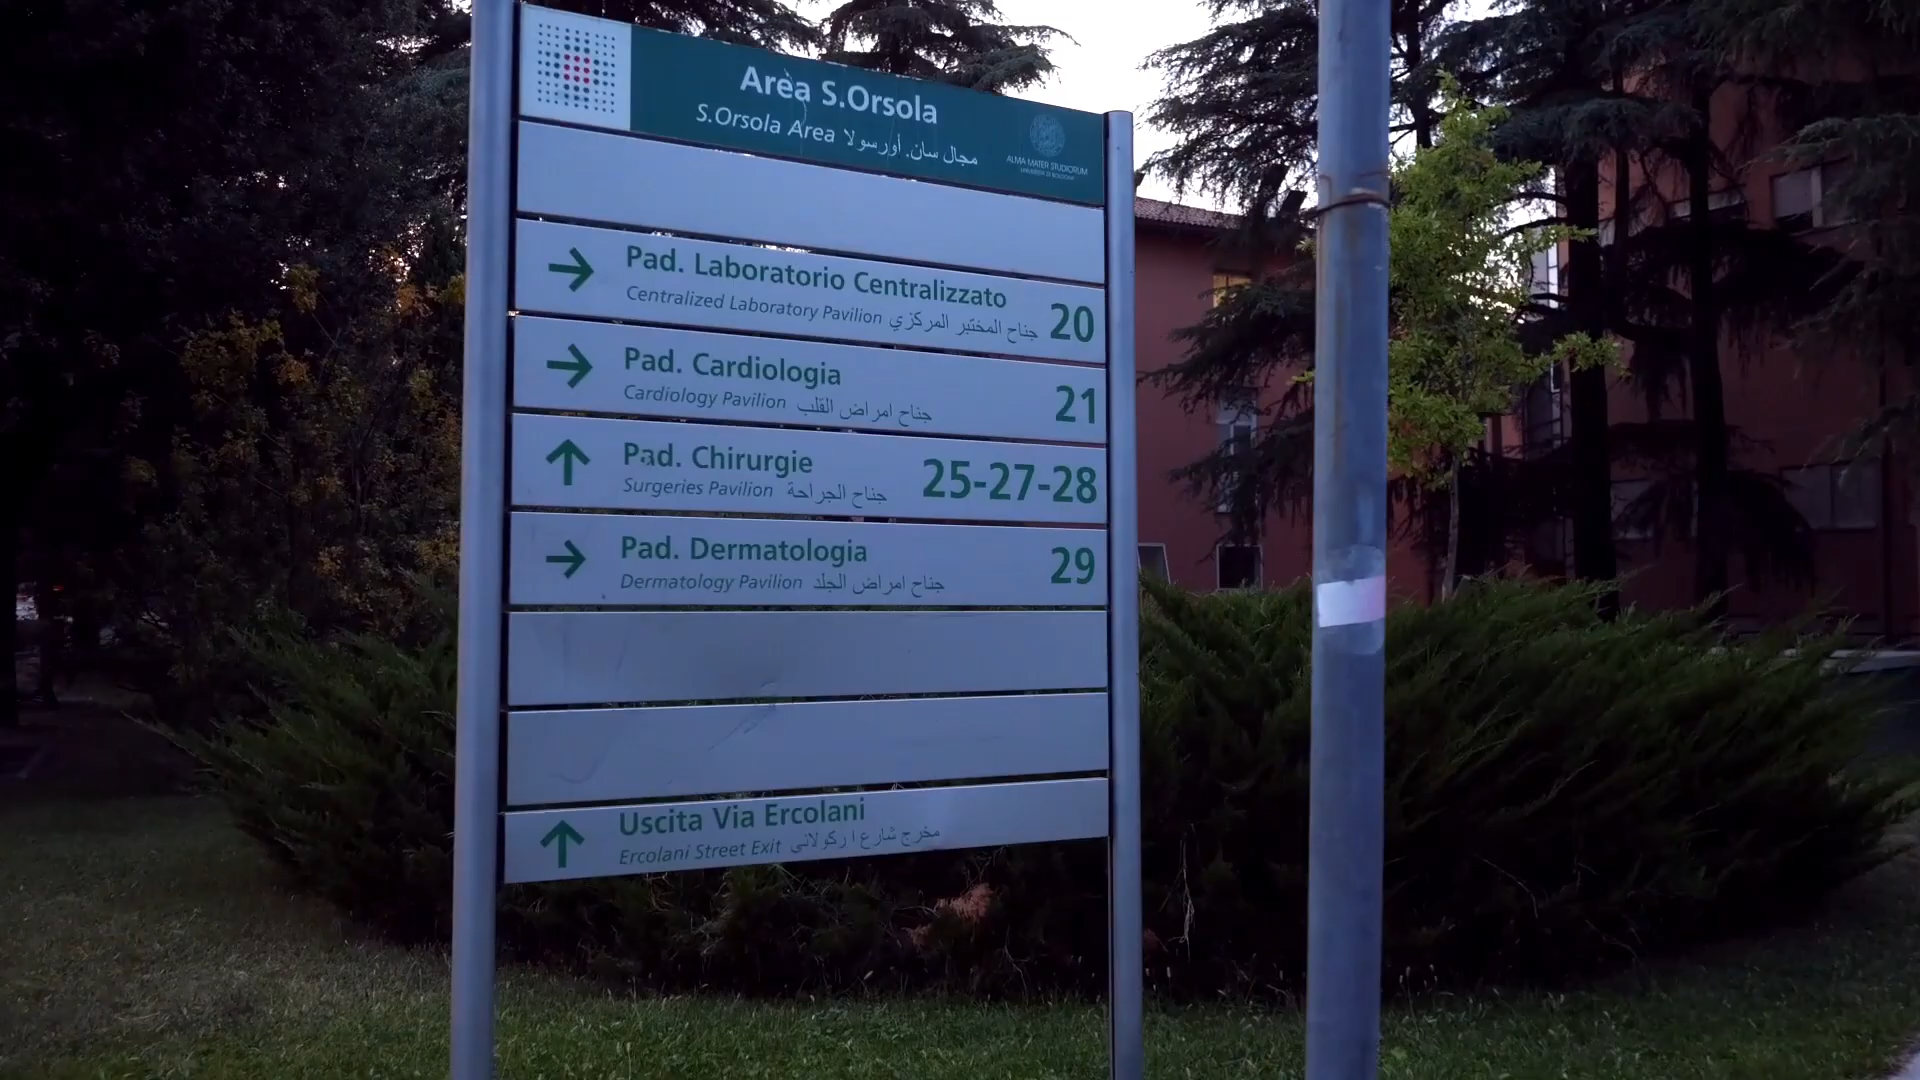 Area S.Orsola
S.Orsola Area مجال سان. أورسولا
ALMA MATER STUDIORUM
UNIVERSITÀ DI BOLOGNA
Pad. Laboratorio Centralizzato
Centralized Laboratory Pavilion جناح المختبر المركزي
20
Pad. Cardiologia
Cardiology Pavilion جناح امراض القلب
21
Pad. Chirurgie
Surgeries Pavilion جناح الجراحة
25-27-28
Pad. Dermatologia
Dermatology Pavilion جناح امراض الجلد
29
Uscita Via Ercolani
Ercolani Street Exit مخرج شارع اركولاني